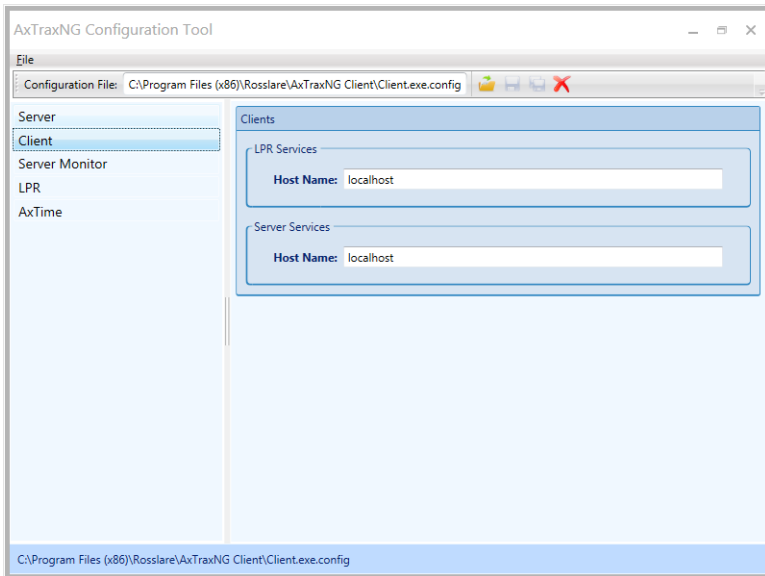 AxTraxNG Configuration Tool
File
Configuration File: C:\Program Files (x86)\Rosslare\AxTraxNG Client\Client.exe.config
Server
Client
Server Monitor
LPR
AxTime
Clients
LPR Services
Host Name: localhost
Server Services
Host Name: localhost
C:\Program Files (x86)\Rosslare\AxTraxNG Client\Client.exe.config